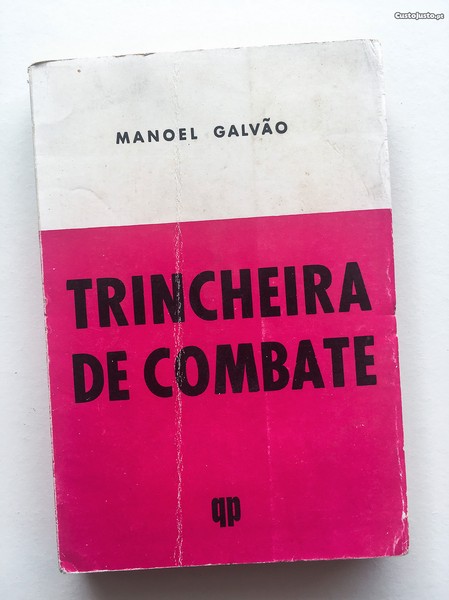 CustoJusto.pt
MANOEL GALVÃO
TRINCHEIRA
DE COMBATE
qp